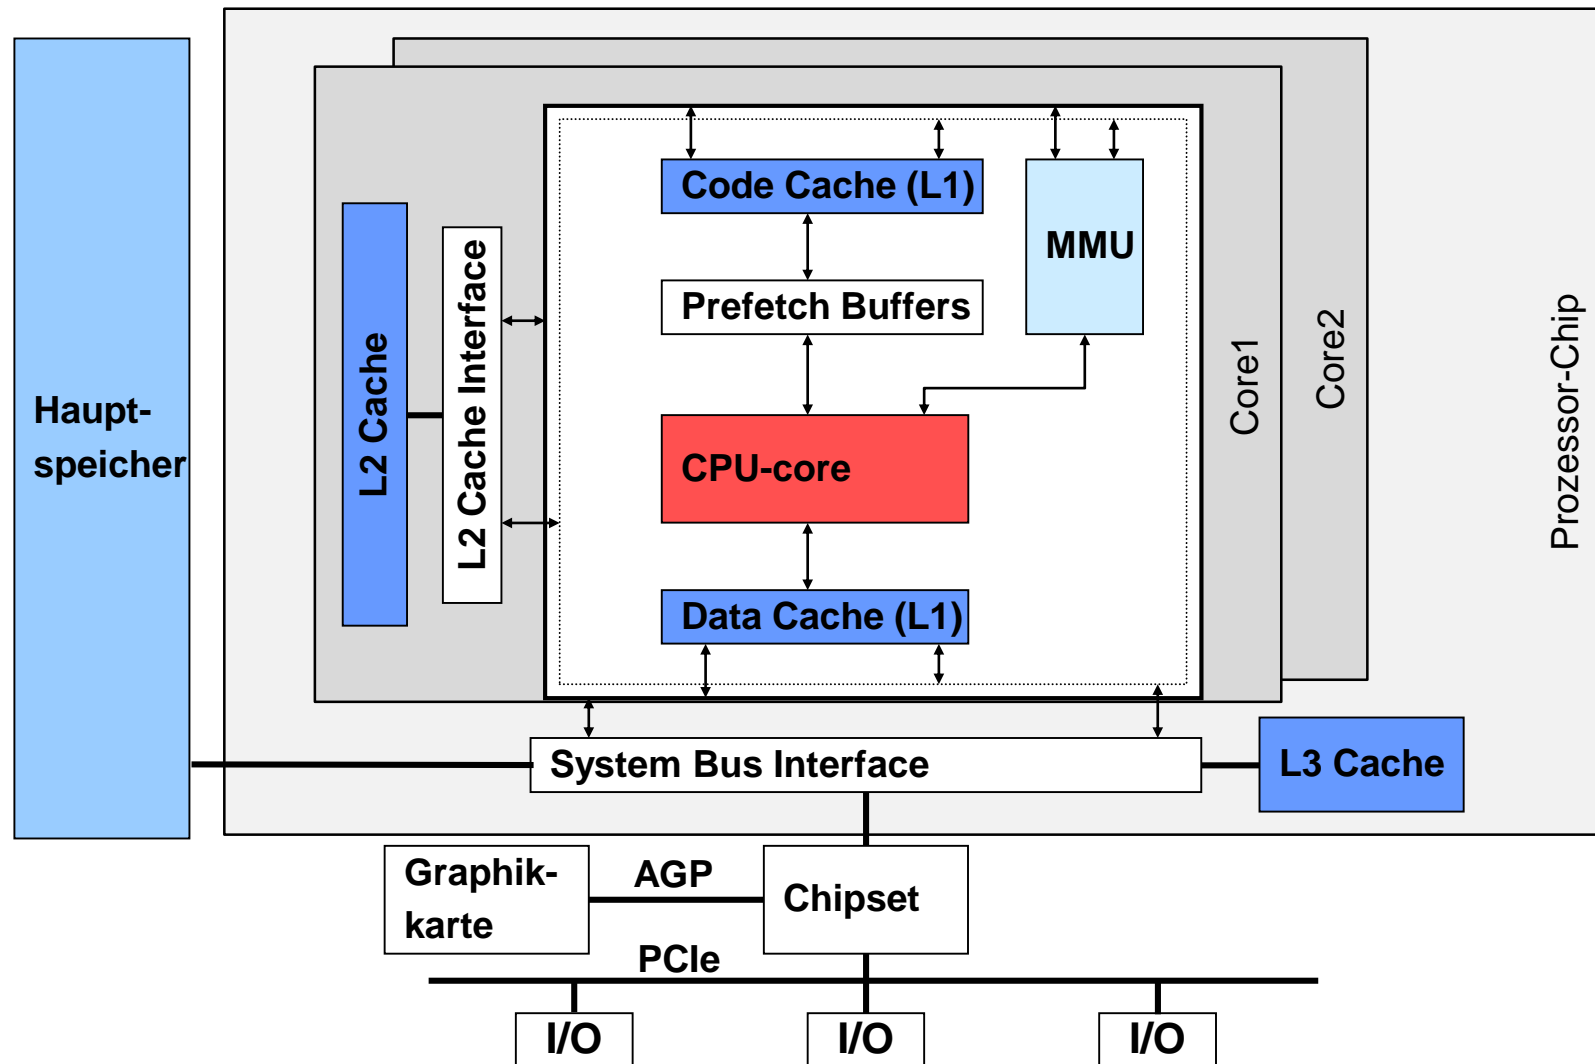 Code Cache (L1)
MMU
Prefetch Buffers
Haupt-
speicher
L2 Cache
L2 Cache Interface
CPU-core
Core1
Core2
Prozessor-Chip
Data Cache (L1)
System Bus Interface
L3 Cache
Graphik-
karte
AGP
Chipset
PCIe
I/O
I/O
I/O